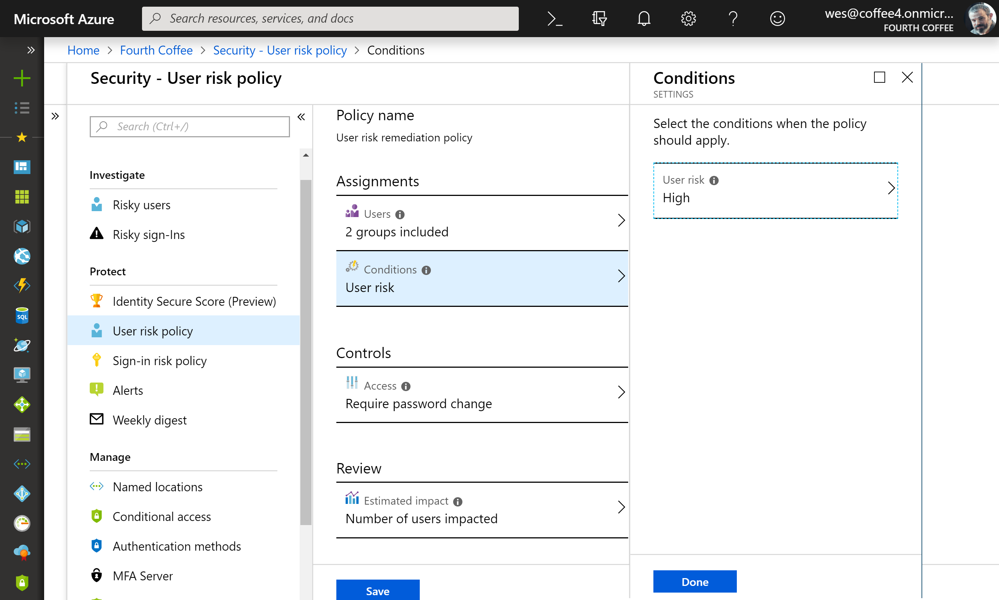 Microsoft Azure
Search resources, services, and docs
wes@coffee4.onmicr...
FOURTH COFFEE
Home > Fourth Coffee > Security - User risk policy > Conditions
Security - User risk policy
Search (Ctrl+/)
Investigate
Risky users
Risky sign-Ins
Protect
Identity Secure Score (Preview)
User risk policy
Sign-in risk policy
Alerts
Weekly digest
Manage
Named locations
Conditional access
Authentication methods
MFA Server
SQL
Policy name
User risk remediation policy
Assignments
Users
2 groups included
Conditions
User risk
Controls
Access
Require password change
Review
Estimated impact
Number of users impacted
Save
Conditions
SETTINGS
Select the conditions when the policy
should apply.
User risk
High
Done